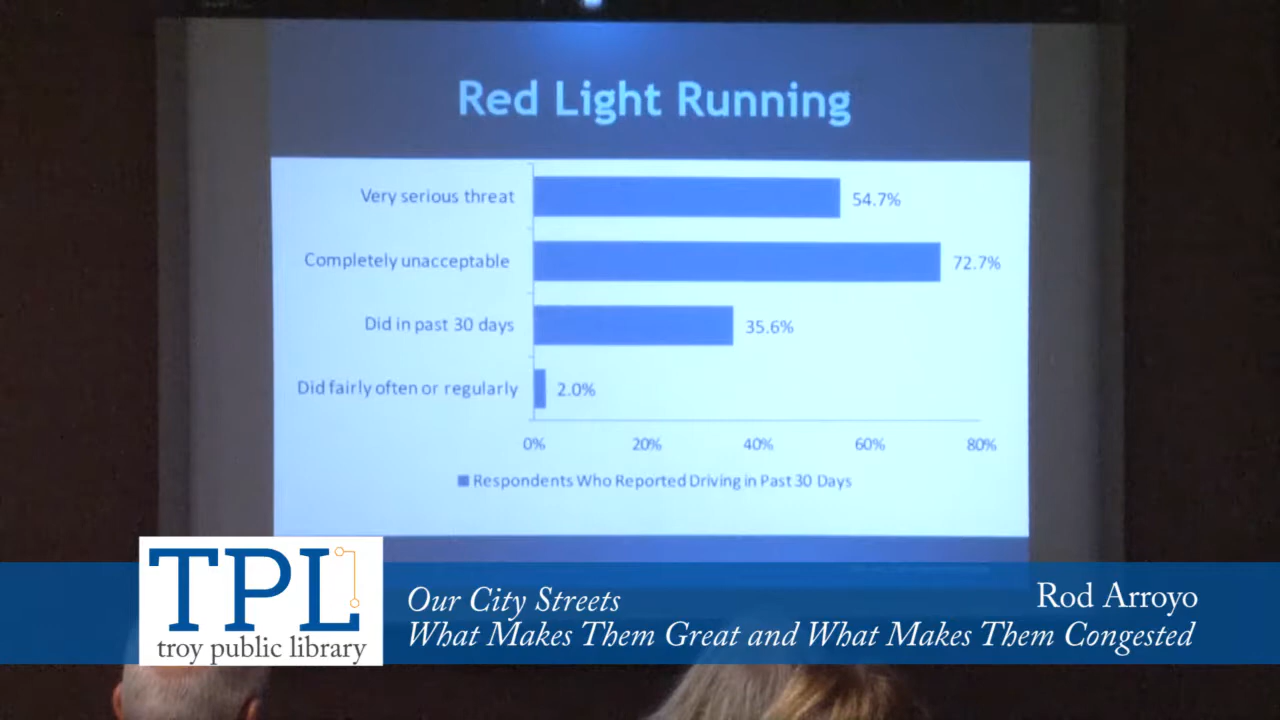 Red Light Running
Very serious threat
54.7%
Completely unacceptable
72.7%
Did in past 30 days
35.6%
Did fairly often or regularly
2.0%
0% 20% 40% 60% 80%
Respondents Who Reported Driving in Past 30 Days
TPL
troy public library
Our City Streets
Rod Arroyo
What Makes Them Great and What Makes Them Congested